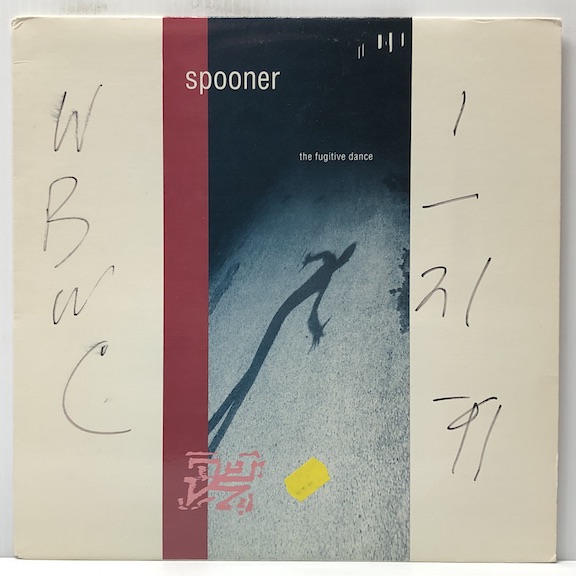 spooner
the fugitive dance
W
B
W
C
1
-
21
-91